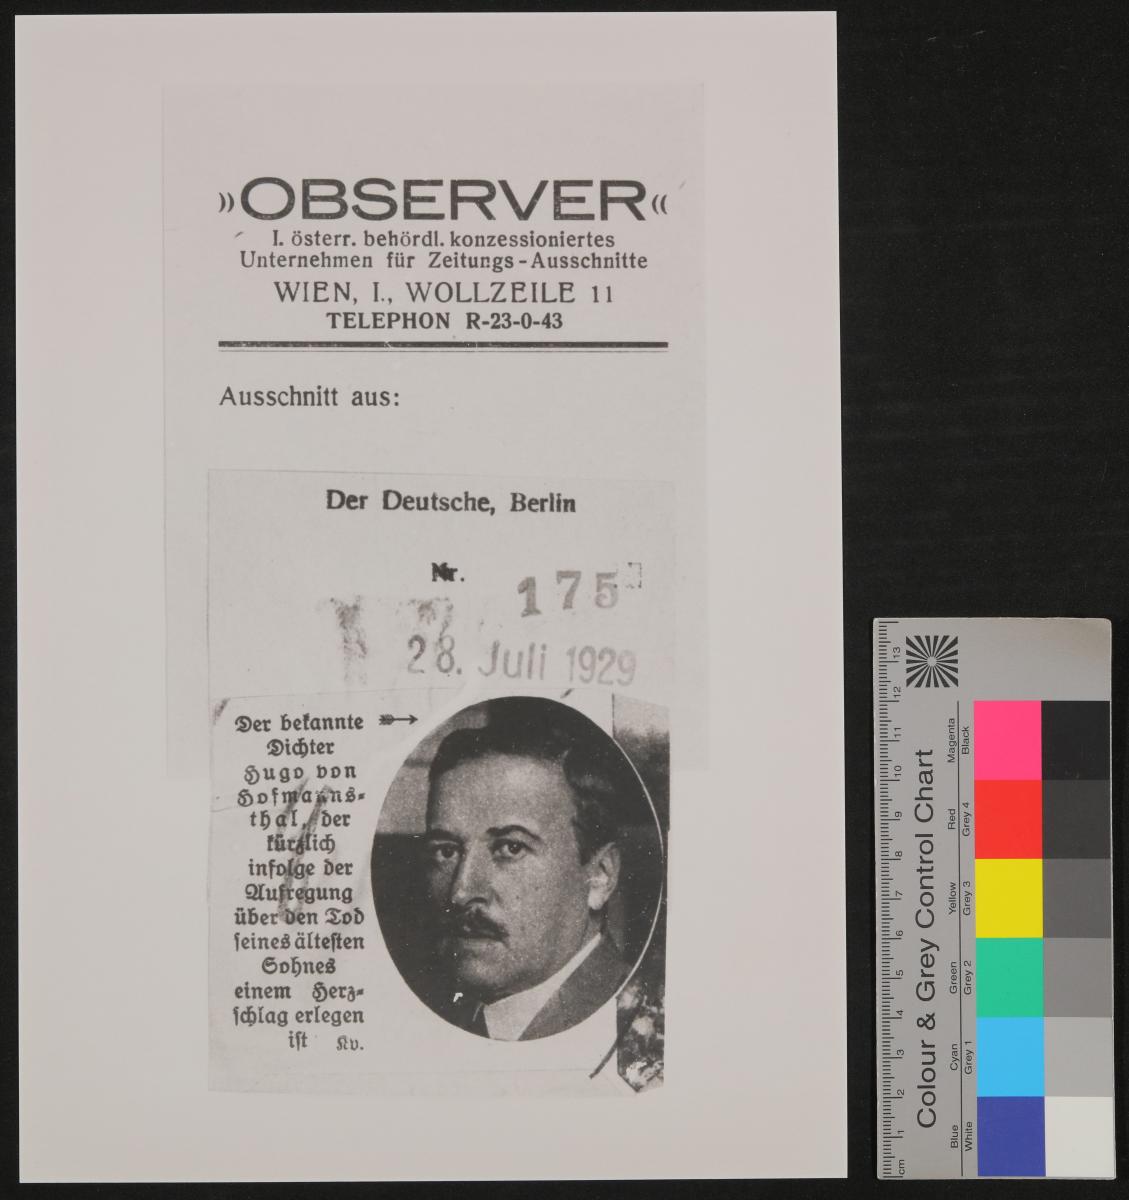 »OBSERVER«
I. österr. behördl. konzessioniertes
Unternehmen für Zeitungs-Ausschnitte
WIEN, I., WOLLZEILE 11
TELEPHON R-23-0-43
Ausschnitt aus:
Der Deutsche, Berlin
Nr. 175
28. Juli 1929
Der bekannte
Dichter
Hugo von
Hofmanns-
thal, der
kürzlich
infolge der
Aufregung
über den Tod
seines ältesten
Sohnes
einem Herz-
schlag erlegen
ist Kv.
Colour & Grey Control Chart
Blue Cyan Green Yellow Red Magenta
White Grey 1 Grey 2 Grey 3 Grey 4 Black
cm 1 2 3 4 5 6 7 8 9 10 11 12 13